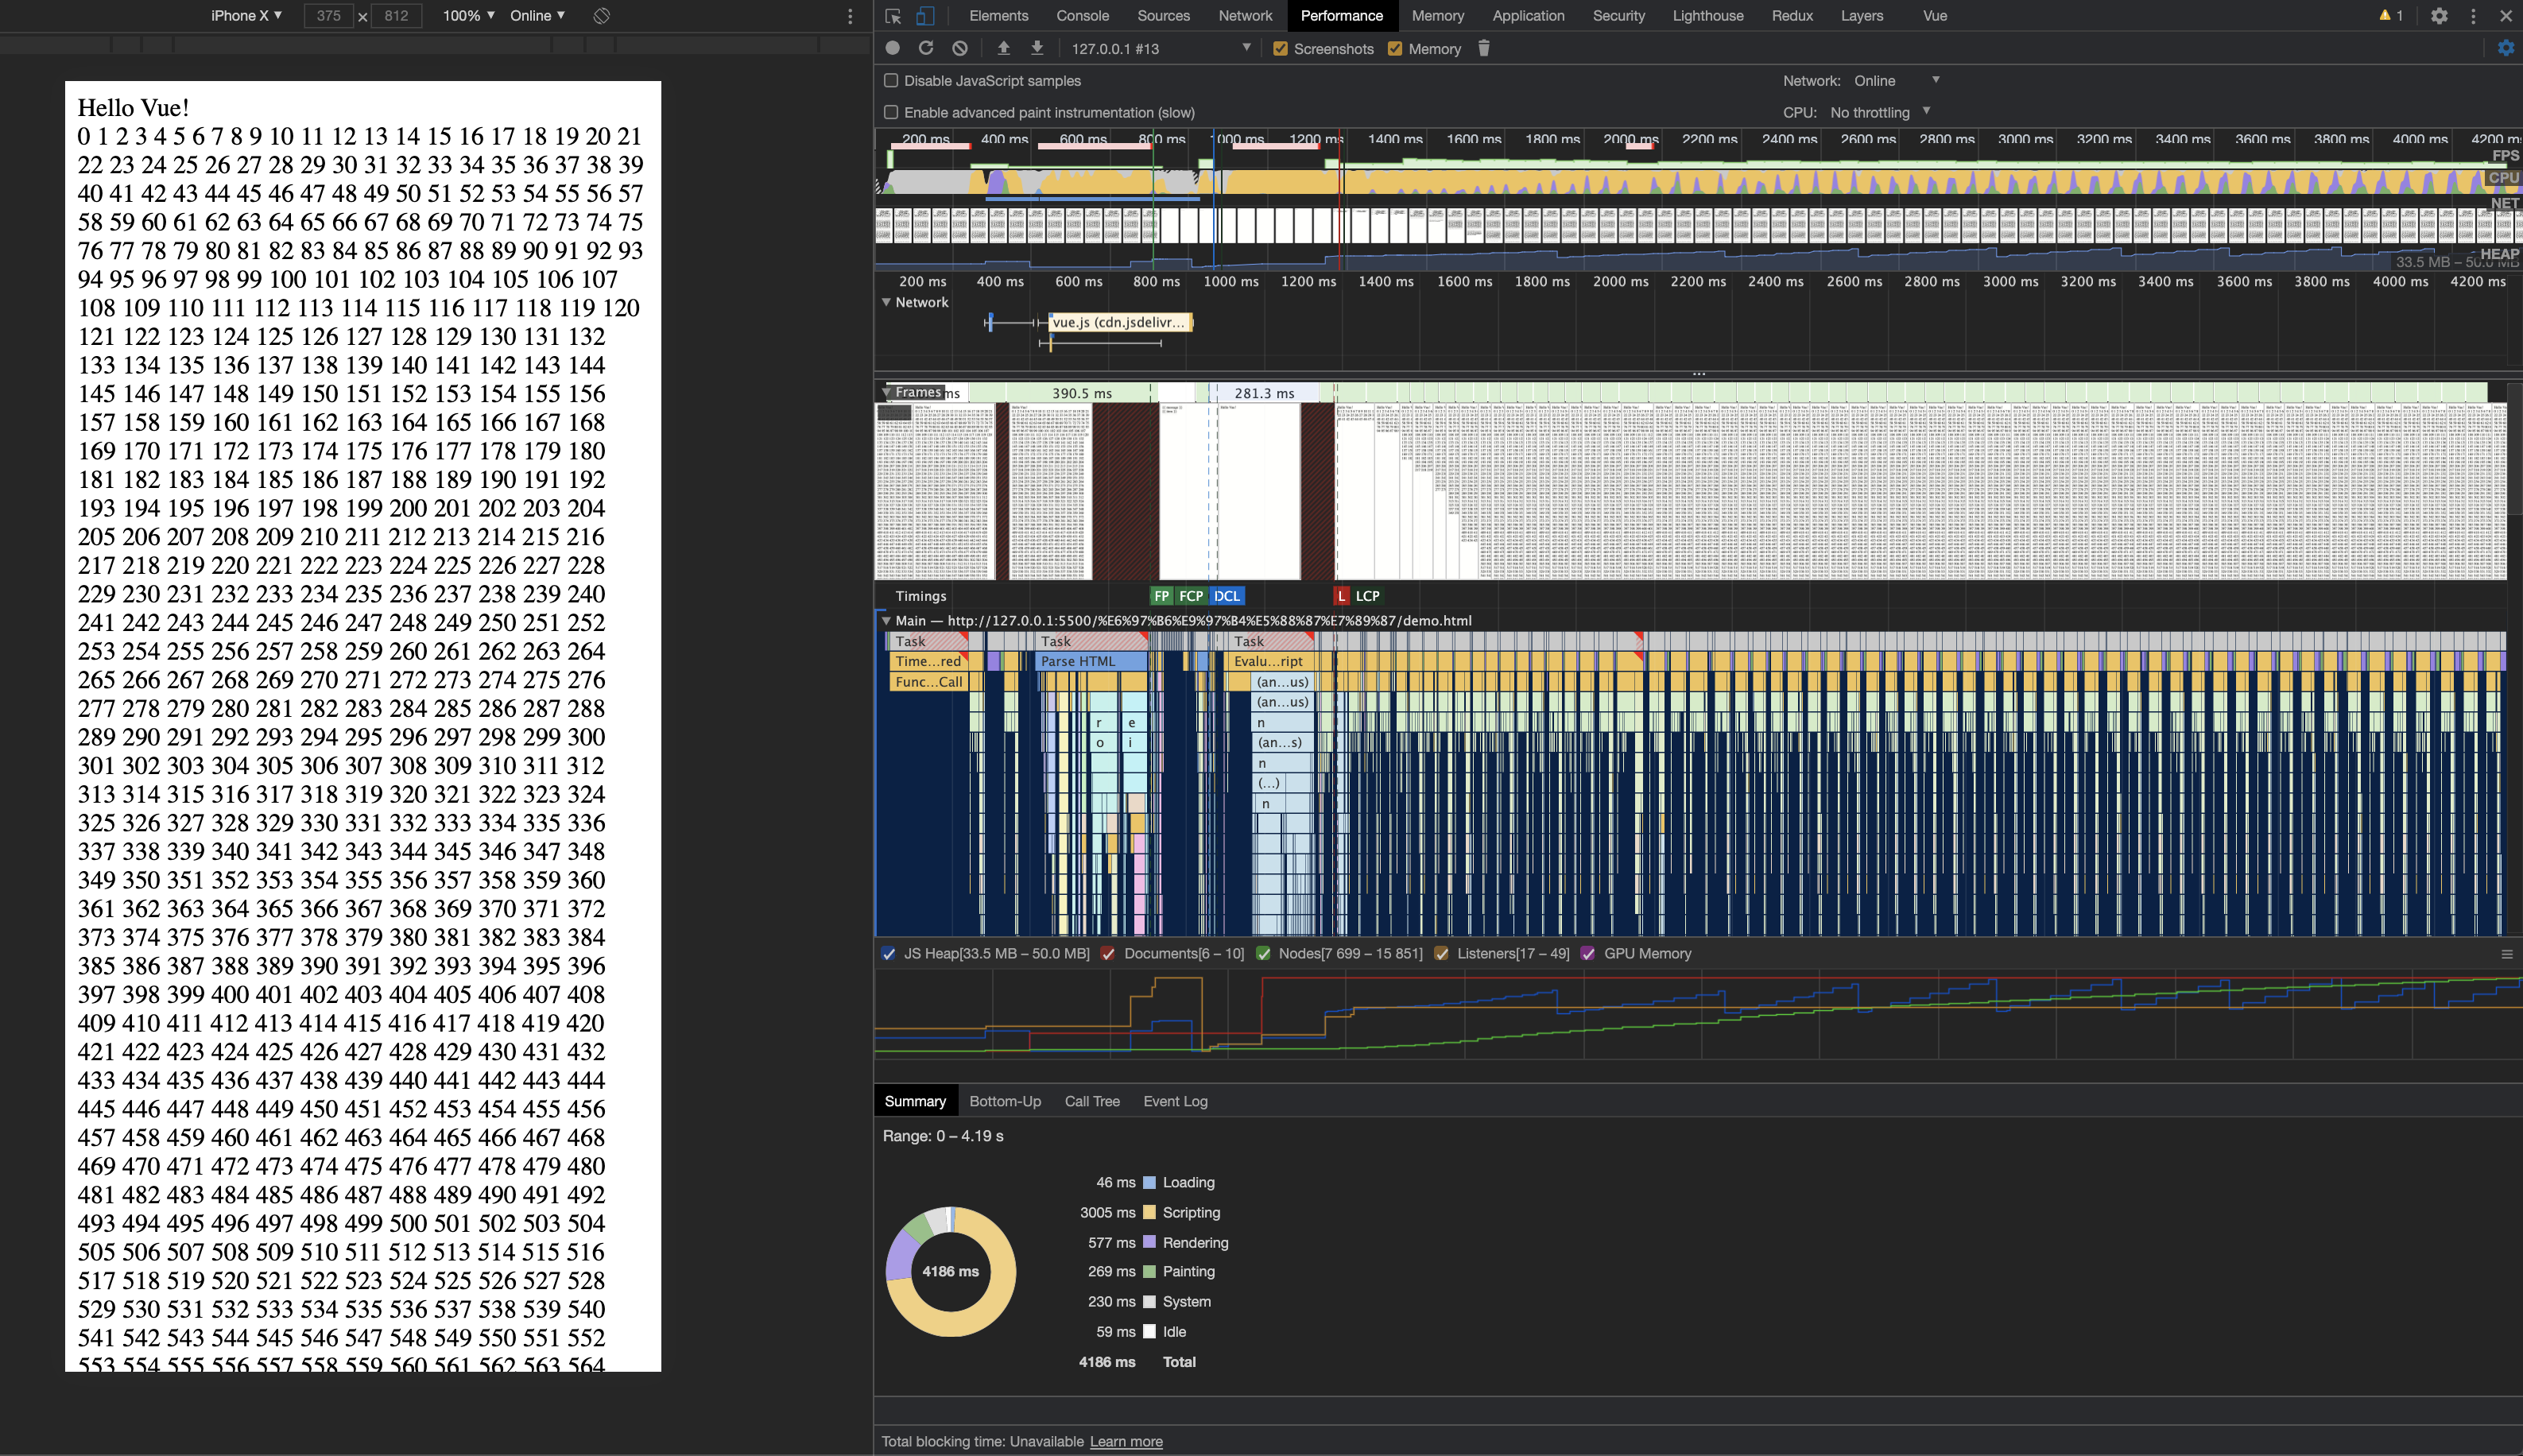 iPhone X ▼ 375 × 812 100% ▼ Online ▼
Hello Vue!
0 1 2 3 4 5 6 7 8 9 10 11 12 13 14 15 16 17 18 19 20 21
22 23 24 25 26 27 28 29 30 31 32 33 34 35 36 37 38 39
40 41 42 43 44 45 46 47 48 49 50 51 52 53 54 55 56 57
58 59 60 61 62 63 64 65 66 67 68 69 70 71 72 73 74 75
76 77 78 79 80 81 82 83 84 85 86 87 88 89 90 91 92 93
94 95 96 97 98 99 100 101 102 103 104 105 106 107
108 109 110 111 112 113 114 115 116 117 118 119 120
121 122 123 124 125 126 127 128 129 130 131 132
133 134 135 136 137 138 139 140 141 142 143 144
145 146 147 148 149 150 151 152 153 154 155 156
157 158 159 160 161 162 163 164 165 166 167 168
169 170 171 172 173 174 175 176 177 178 179 180
181 182 183 184 185 186 187 188 189 190 191 192
193 194 195 196 197 198 199 200 201 202 203 204
205 206 207 208 209 210 211 212 213 214 215 216
217 218 219 220 221 222 223 224 225 226 227 228
229 230 231 232 233 234 235 236 237 238 239 240
241 242 243 244 245 246 247 248 249 250 251 252
253 254 255 256 257 258 259 260 261 262 263 264
265 266 267 268 269 270 271 272 273 274 275 276
277 278 279 280 281 282 283 284 285 286 287 288
289 290 291 292 293 294 295 296 297 298 299 300
301 302 303 304 305 306 307 308 309 310 311 312
313 314 315 316 317 318 319 320 321 322 323 324
325 326 327 328 329 330 331 332 333 334 335 336
337 338 339 340 341 342 343 344 345 346 347 348
349 350 351 352 353 354 355 356 357 358 359 360
361 362 363 364 365 366 367 368 369 370 371 372
373 374 375 376 377 378 379 380 381 382 383 384
385 386 387 388 389 390 391 392 393 394 395 396
397 398 399 400 401 402 403 404 405 406 407 408
409 410 411 412 413 414 415 416 417 418 419 420
421 422 423 424 425 426 427 428 429 430 431 432
433 434 435 436 437 438 439 440 441 442 443 444
445 446 447 448 449 450 451 452 453 454 455 456
457 458 459 460 461 462 463 464 465 466 467 468
469 470 471 472 473 474 475 476 477 478 479 480
481 482 483 484 485 486 487 488 489 490 491 492
493 494 495 496 497 498 499 500 501 502 503 504
505 506 507 508 509 510 511 512 513 514 515 516
517 518 519 520 521 522 523 524 525 526 527 528
529 530 531 532 533 534 535 536 537 538 539 540
541 542 543 544 545 546 547 548 549 550 551 552
553 554 555 556 557 558 559 560 561 562 563 564
Elements Console Sources Network Performance Memory Application Security Lighthouse Redux Layers Vue 1
127.0.0.1 #13 Screenshots Memory
Disable JavaScript samples Network: Online
Enable advanced paint instrumentation (slow) CPU: No throttling
200 ms 400 ms 600 ms 800 ms 1000 ms 1200 ms 1400 ms 1600 ms 1800 ms 2000 ms 2200 ms 2400 ms 2600 ms 2800 ms 3000 ms 3200 ms 3400 ms 3600 ms 3800 ms 4000 ms 4200 m
FPS
CPU
NET
HEAP
33.5 MB – 50.0 MB
200 ms 400 ms 600 ms 800 ms 1000 ms 1200 ms 1400 ms 1600 ms 1800 ms 2000 ms 2200 ms 2400 ms 2600 ms 2800 ms 3000 ms 3200 ms 3400 ms 3600 ms 3800 ms 4000 ms 4200 ms
Network
vue.js (cdn.jsdelivr...
Frames ms 390.5 ms 281.3 ms
Timings FP FCP DCL L LCP
Main — http://127.0.0.1:5500/%E6%97%B6%E9%97%B4%E5%88%87%E7%89%87/demo.html
Task Task Task
Time...red Parse HTML Evalu...ript
Func...Call (an...us)
(an...us)
r e n
o i (an...s)
n
(...)
n
JS Heap[33.5 MB – 50.0 MB] Documents[6 – 10] Nodes[7 699 – 15 851] Listeners[17 – 49] GPU Memory
Summary Bottom-Up Call Tree Event Log
Range: 0 – 4.19 s
46 ms Loading
3005 ms Scripting
577 ms Rendering
4186 ms
269 ms Painting
230 ms System
59 ms Idle
4186 ms Total
Total blocking time: Unavailable Learn more